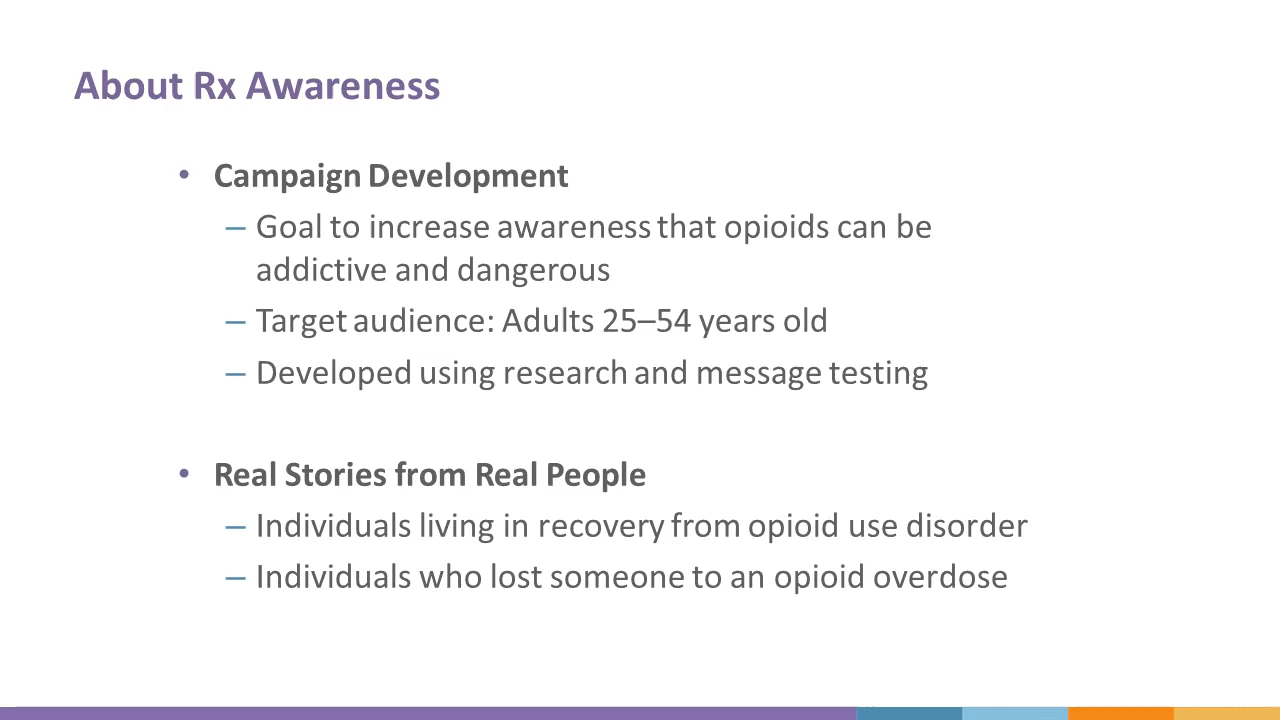 About Rx Awareness
• Campaign Development
– Goal to increase awareness that opioids can be
addictive and dangerous
– Target audience: Adults 25–54 years old
– Developed using research and message testing
• Real Stories from Real People
– Individuals living in recovery from opioid use disorder
– Individuals who lost someone to an opioid overdose